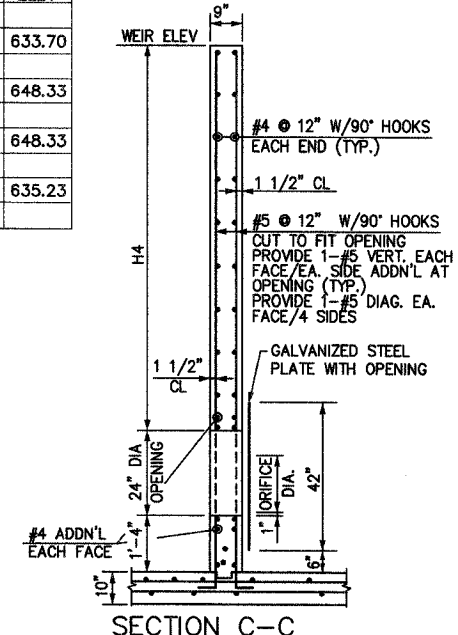 633.70
648.33
648.33
635.23
9"
WEIR ELEV
#4 @ 12" W/90° HOOKS
EACH END (TYP.)
1 1/2" CL
#5 @ 12" W/90° HOOKS
CUT TO FIT OPENING
PROVIDE 1-#5 VERT. EACH
FACE/EA. SIDE ADDN'L AT
OPENING (TYP.)
PROVIDE 1-#5 DIAG. EA.
FACE/4 SIDES
H4
GALVANIZED STEEL
PLATE WITH OPENING
1 1/2"
CL
24" DIA
OPENING
ORIFICE
DIA.
42"
1"
#4 ADDN'L
EACH FACE
1'-4"
6"
10"
SECTION C-C